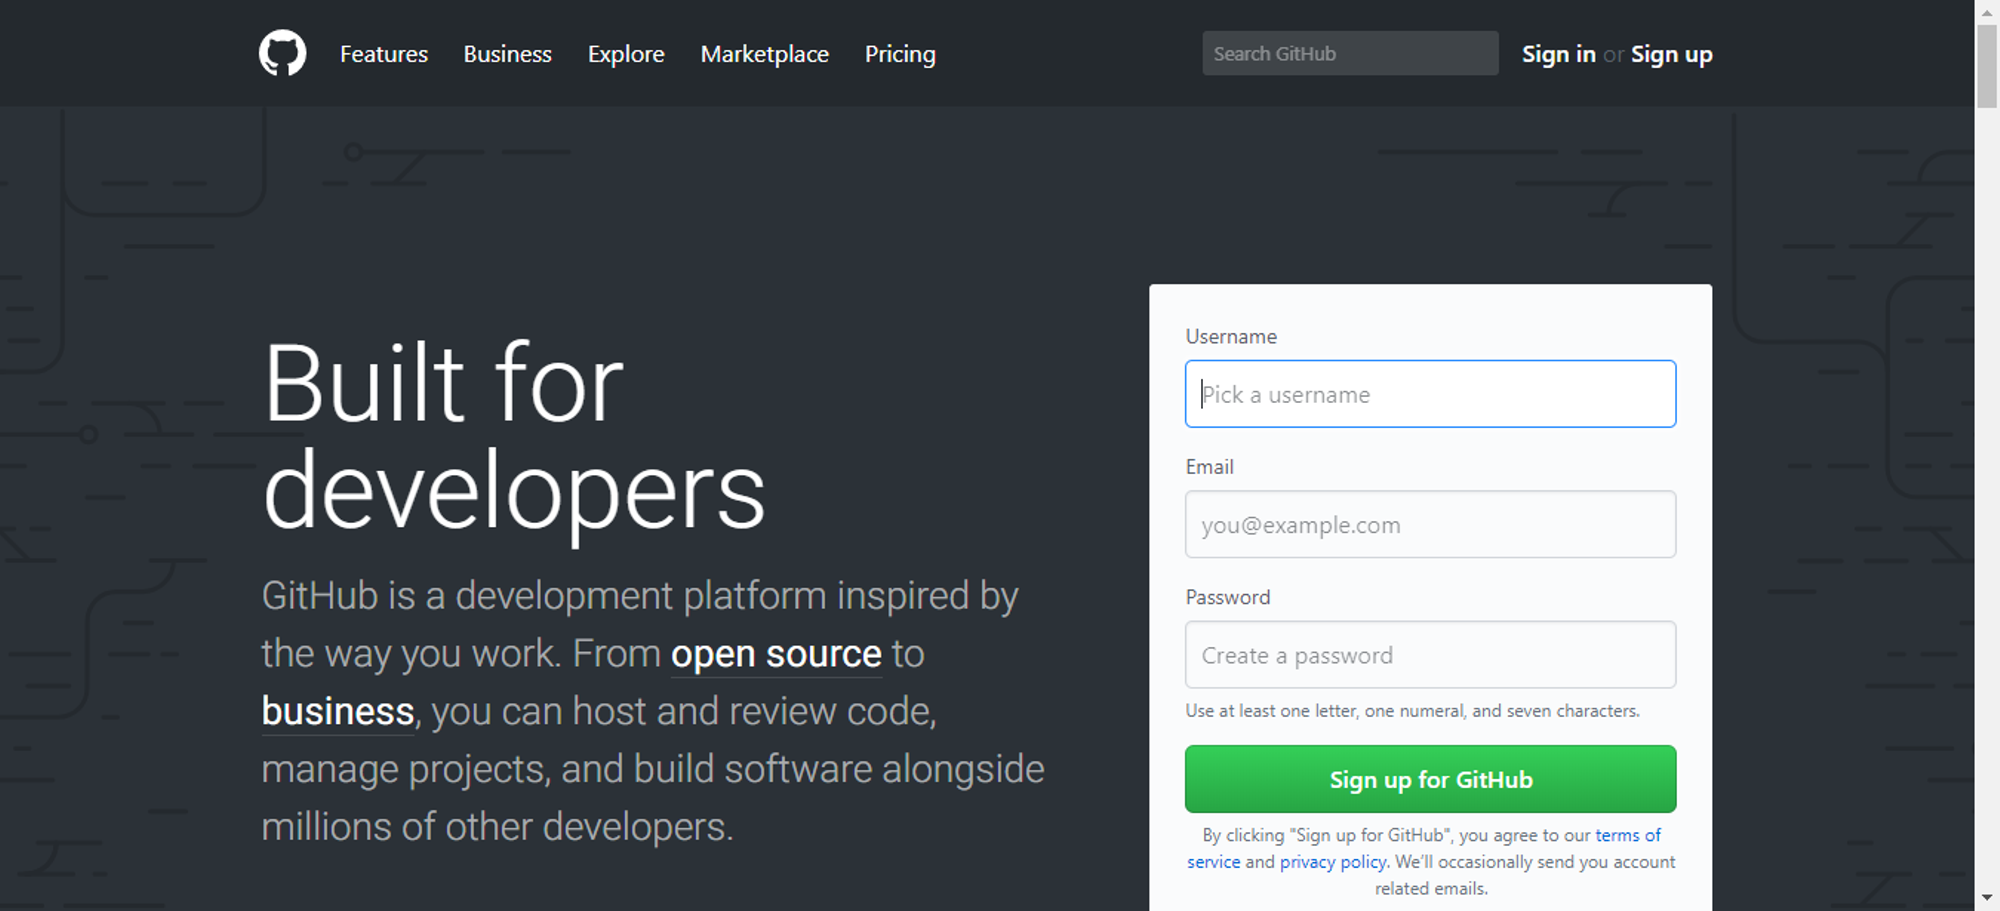 Features Business Explore Marketplace Pricing Search GitHub Sign in or Sign up
Built for
developers
GitHub is a development platform inspired by
the way you work. From open source to
business, you can host and review code,
manage projects, and build software alongside
millions of other developers.
Username
Pick a username
Email
you@example.com
Password
Create a password
Use at least one letter, one numeral, and seven characters.
Sign up for GitHub
By clicking "Sign up for GitHub", you agree to our terms of
service and privacy policy. We’ll occasionally send you account
related emails.